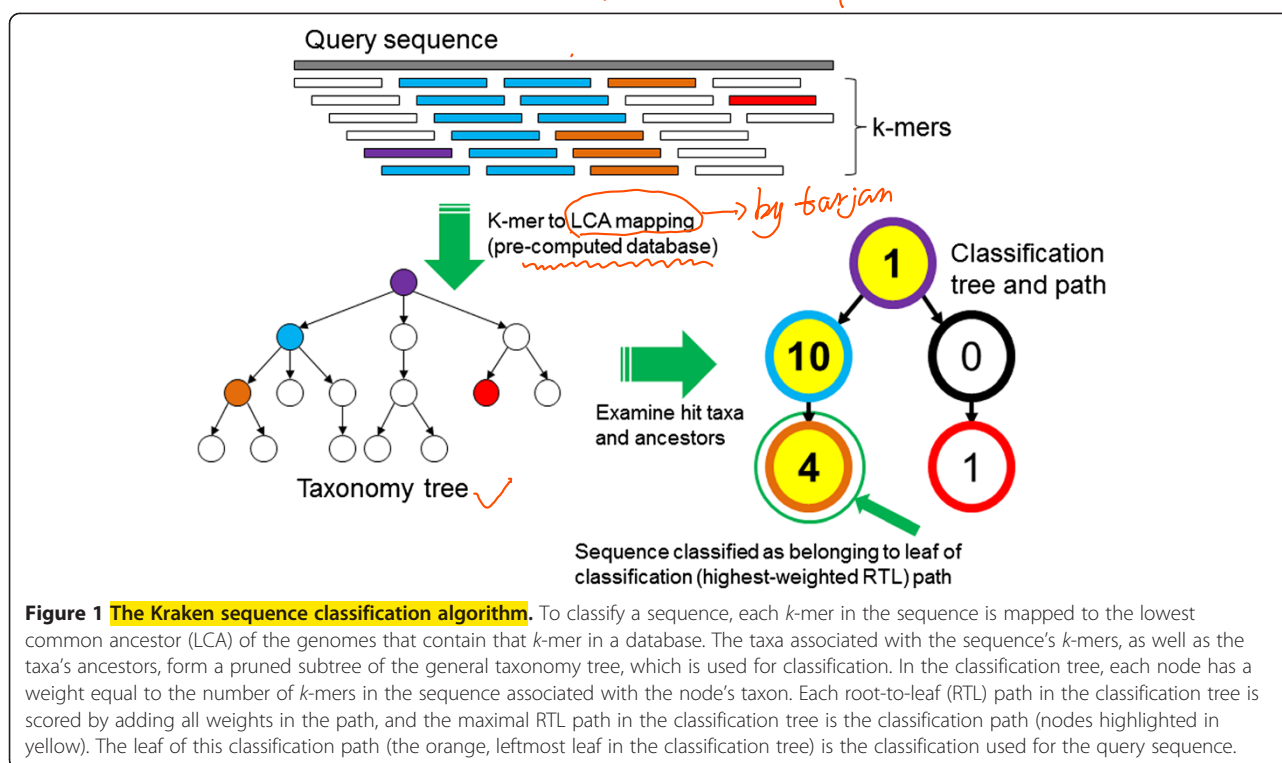 Query sequence
k-mers
K-mer to LCA mapping
(pre-computed database)
by tarjan
Classification
tree and path
1
10
0
4
1
Examine hit taxa
and ancestors
Taxonomy tree
Sequence classified as belonging to leaf of
classification (highest-weighted RTL) path
Figure 1 The Kraken sequence classification algorithm. To classify a sequence, each k-mer in the sequence is mapped to the lowest
common ancestor (LCA) of the genomes that contain that k-mer in a database. The taxa associated with the sequence's k-mers, as well as the
taxa's ancestors, form a pruned subtree of the general taxonomy tree, which is used for classification. In the classification tree, each node has a
weight equal to the number of k-mers in the sequence associated with the node's taxon. Each root-to-leaf (RTL) path in the classification tree is
scored by adding all weights in the path, and the maximal RTL path in the classification tree is the classification path (nodes highlighted in
yellow). The leaf of this classification path (the orange, leftmost leaf in the classification tree) is the classification used for the query sequence.